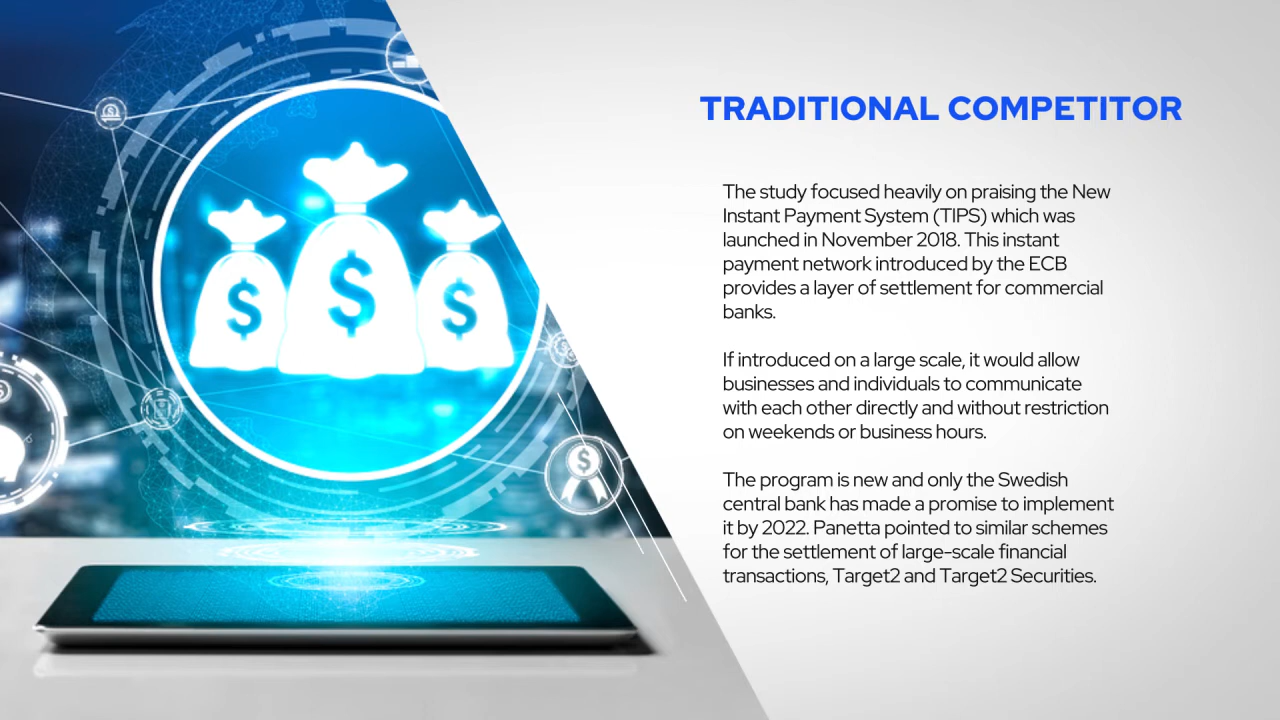 TRADITIONAL COMPETITOR
The study focused heavily on praising the New
Instant Payment System (TIPS) which was
launched in November 2018. This instant
payment network introduced by the ECB
provides a layer of settlement for commercial
banks.
If introduced on a large scale, it would allow
businesses and individuals to communicate
with each other directly and without restriction
on weekends or business hours.
The program is new and only the Swedish
central bank has made a promise to implement
it by 2022. Panetta pointed to similar schemes
for the settlement of large-scale financial
transactions, Target2 and Target2 Securities.